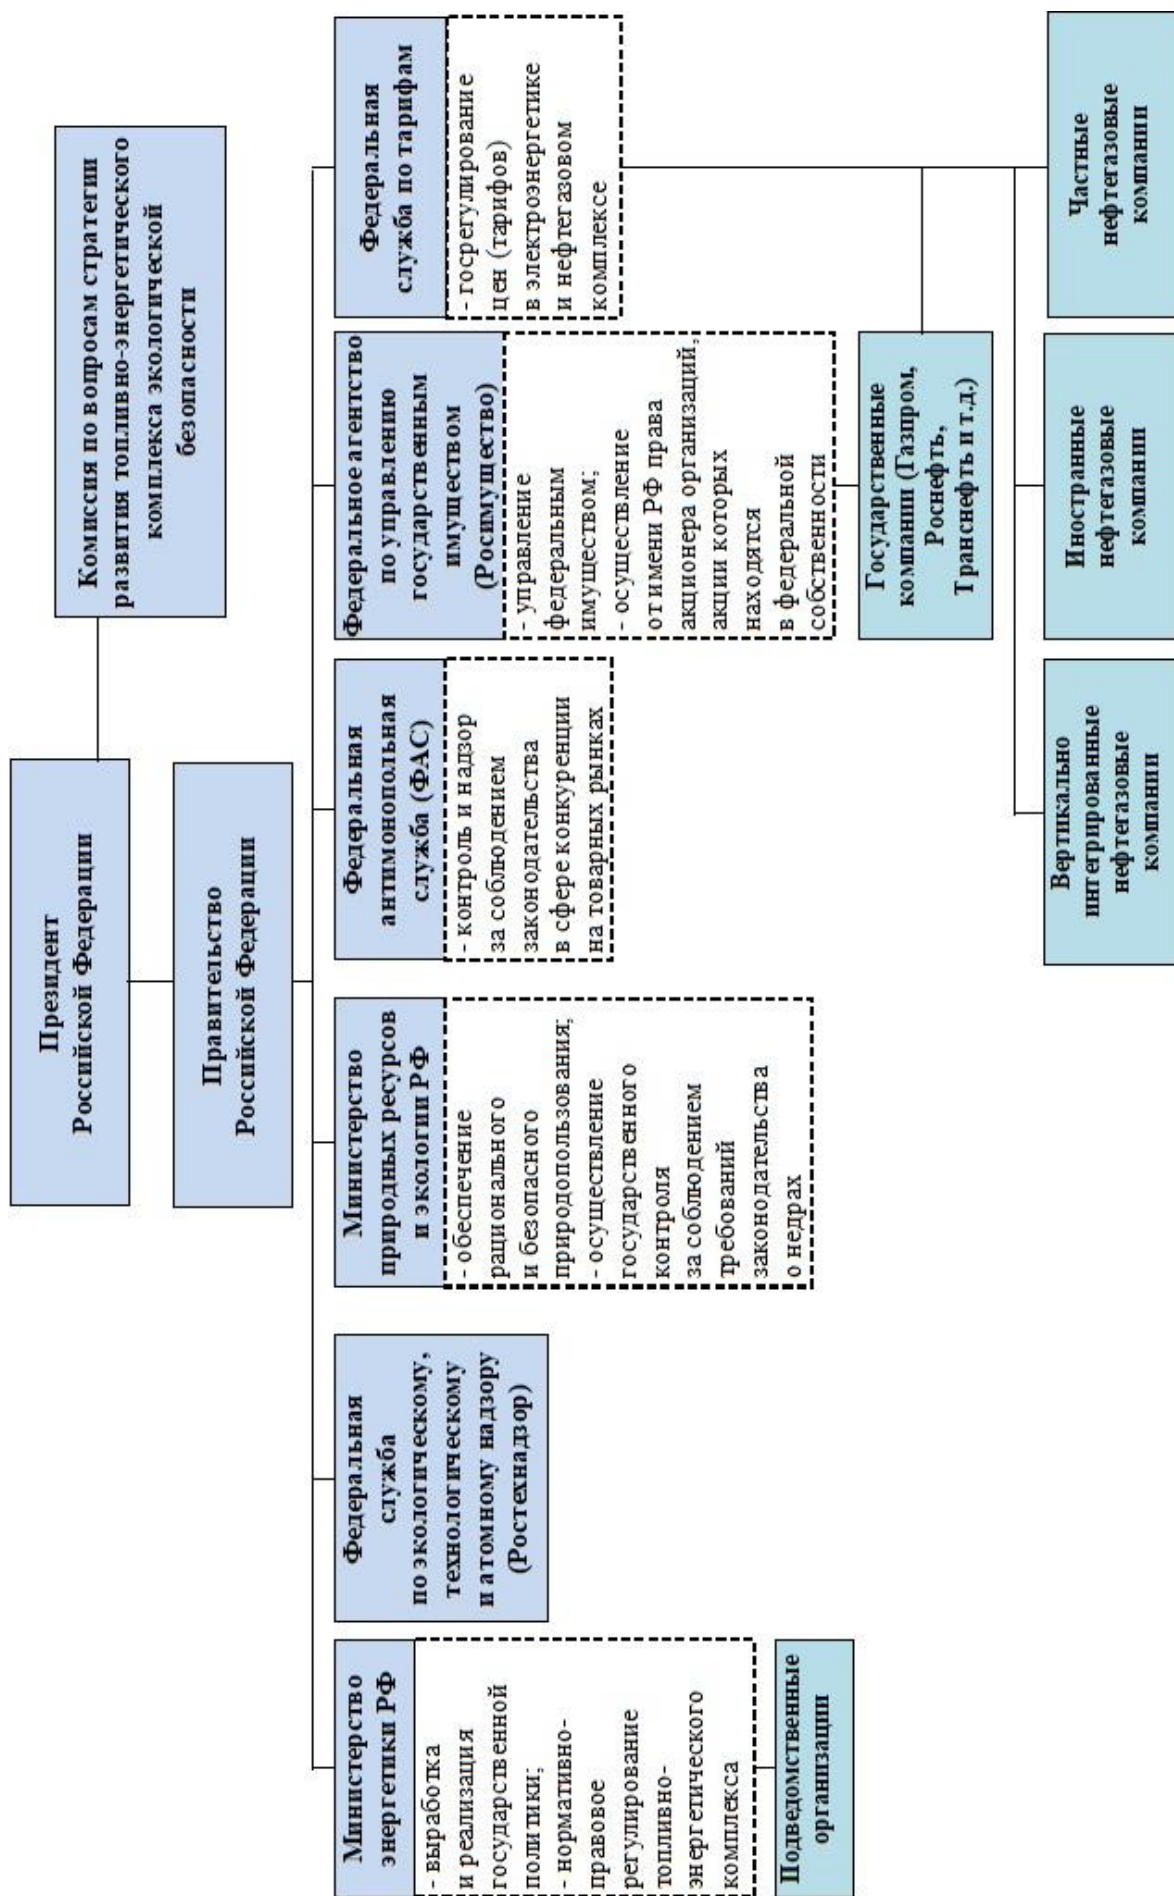 Президент
Российской Федерации
Комиссия по вопросам стратегии
развития топливно-энергетического
комплекса экологической
безопасности
Правительство
Российской Федерации
Министерство
энергетики РФ
- выработка
и реализация
государственной
политики;
- нормативно-
правовое
регулирование
топливно-
энергетического
комплекса
Подведомственные
организации
Федеральная
служба
по экологическому,
технологическому
и атомному надзору
(Ростехнадзор)
Министерство
природных ресурсов
и экологии РФ
- обеспечение
рационального
и безопасного
природопользования;
- осуществление
государственного
контроля
за соблюдением
требований
законодательства
о недрах
Федеральная
антимонопольная
служба (ФАС)
- контроль и надзор
за соблюдением
законодательства
в сфере конкуренции
на товарных рынках
Федеральное агентство
по управлению
государственным
имуществом
(Росимущество)
- управление
федеральным
имуществом;
- осуществление
от имени РФ права
акционера организаций,
акции которых
находятся
в федеральной
собственности
Федеральная
служба по тарифам
- госрегулирование
цен (тарифов)
в электроэнергетике
и нефтегазовом
комплексе
Государственные
компании (Газпром,
Роснефть,
Транснефть и т.д.)
Вертикально
интегрированные
нефтегазовые
компании
Иностранные
нефтегазовые
компании
Частные
нефтегазовые
компании